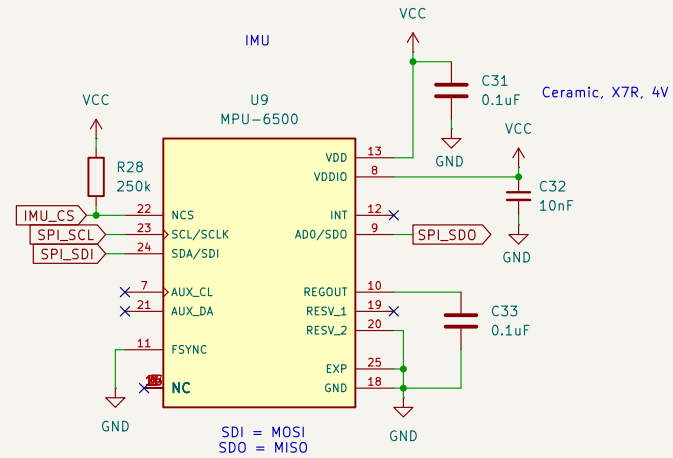 VCC
IMU
C31
0.1uF
Ceramic, X7R, 4V
GND
U9
MPU-6500
VCC
R28
250k
VCC
C32
10nF
GND
VDD 13
VDDIO 8
IMU_CS 22 NCS
INT 12
SPI_SCL 23 SCL/SCLK
AD0/SDO 9 SPI_SDO
SPI_SDI 24 SDA/SDI
7 AUX_CL
REGOUT 10
C33
0.1uF
21 AUX_DA
RESV_1 19
RESV_2 20
11 FSYNC
EXP 25
NC
GND 18
GND
GND
SDI = MOSI
SDO = MISO